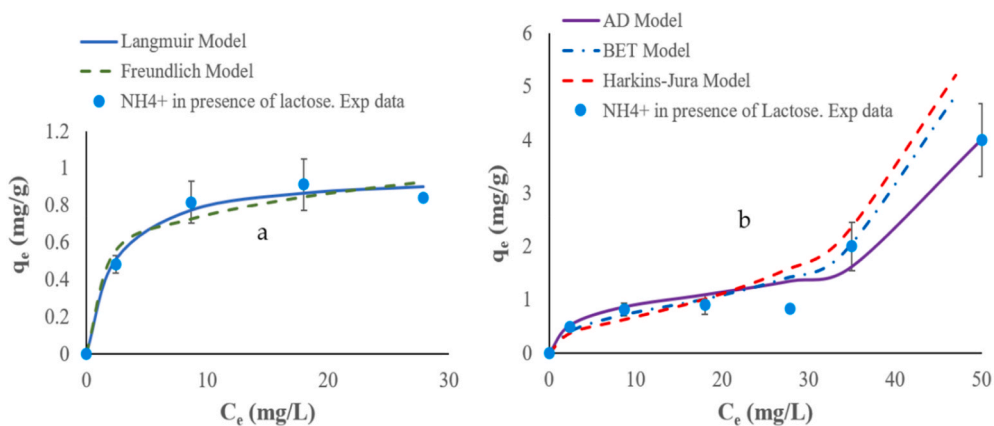 Langmuir Model
Freundlich Model
NH4+ in presence of lactose. Exp data
1.2
1
0.8
0.6
0.4
0.2
0
0
10
20
30
qe (mg/g)
Ce (mg/L)
a
AD Model
BET Model
Harkins-Jura Model
NH4+ in presence of Lactose. Exp data
6
5
4
3
2
1
0
0
10
20
30
40
50
qe (mg/g)
Ce (mg/L)
b